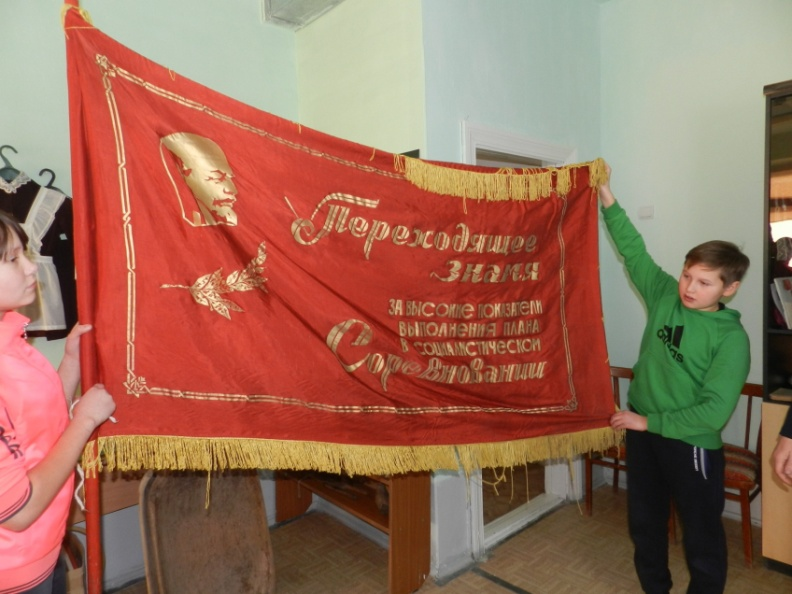 Переходящее
знамя
ЗА ВЫСОКИЕ ПОКАЗАТЕЛИ
ВЫПОЛНЕНИЯ ПЛАНА
В СОЦИАЛИСТИЧЕСКОМ
Соревновании
adidas